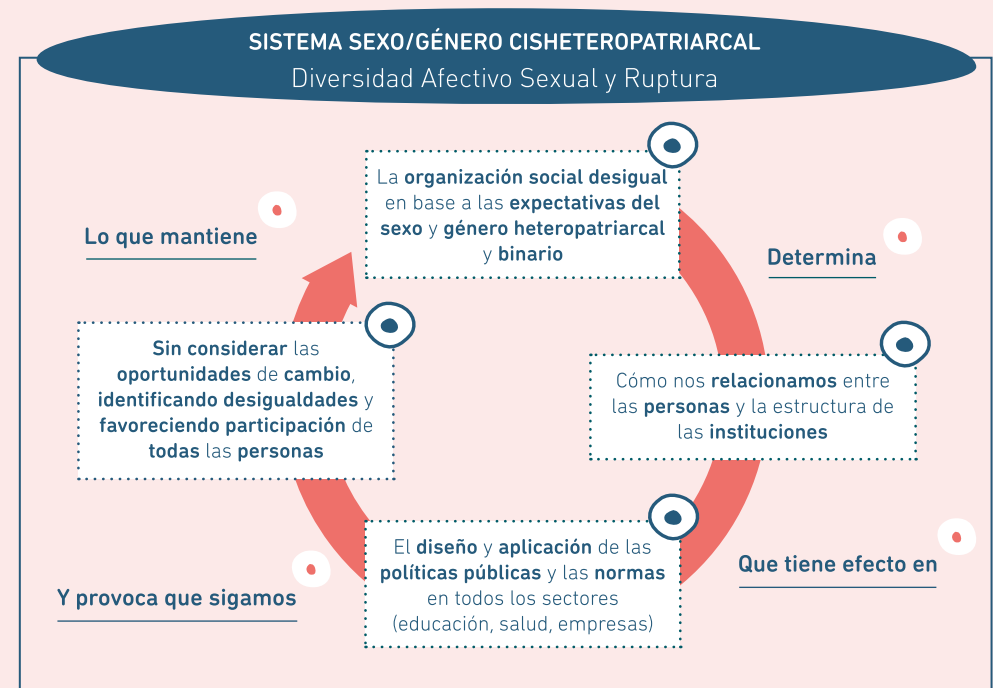 SISTEMA SEXO/GÉNERO CISHETEROPATRIARCAL
Diversidad Afectivo Sexual y Ruptura
La organización social desigual
en base a las expectativas del
sexo y género heteropatriarcal
y binario
Determina
Cómo nos relacionamos entre
las personas y la estructura de
las instituciones
Que tiene efecto en
El diseño y aplicación de las
políticas públicas y las normas
en todos los sectores
(educación, salud, empresas)
Y provoca que sigamos
Sin considerar las
oportunidades de cambio,
identificando desigualdades y
favoreciendo participación de
todas las personas
Lo que mantiene